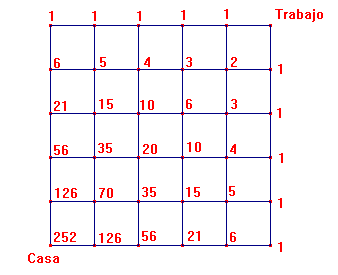 1 1 1 1 1 Trabajo
6 5 4 3 2 1
21 15 10 6 3 1
56 35 20 10 4 1
126 70 35 15 5 1
252 126 56 21 6 1
Casa